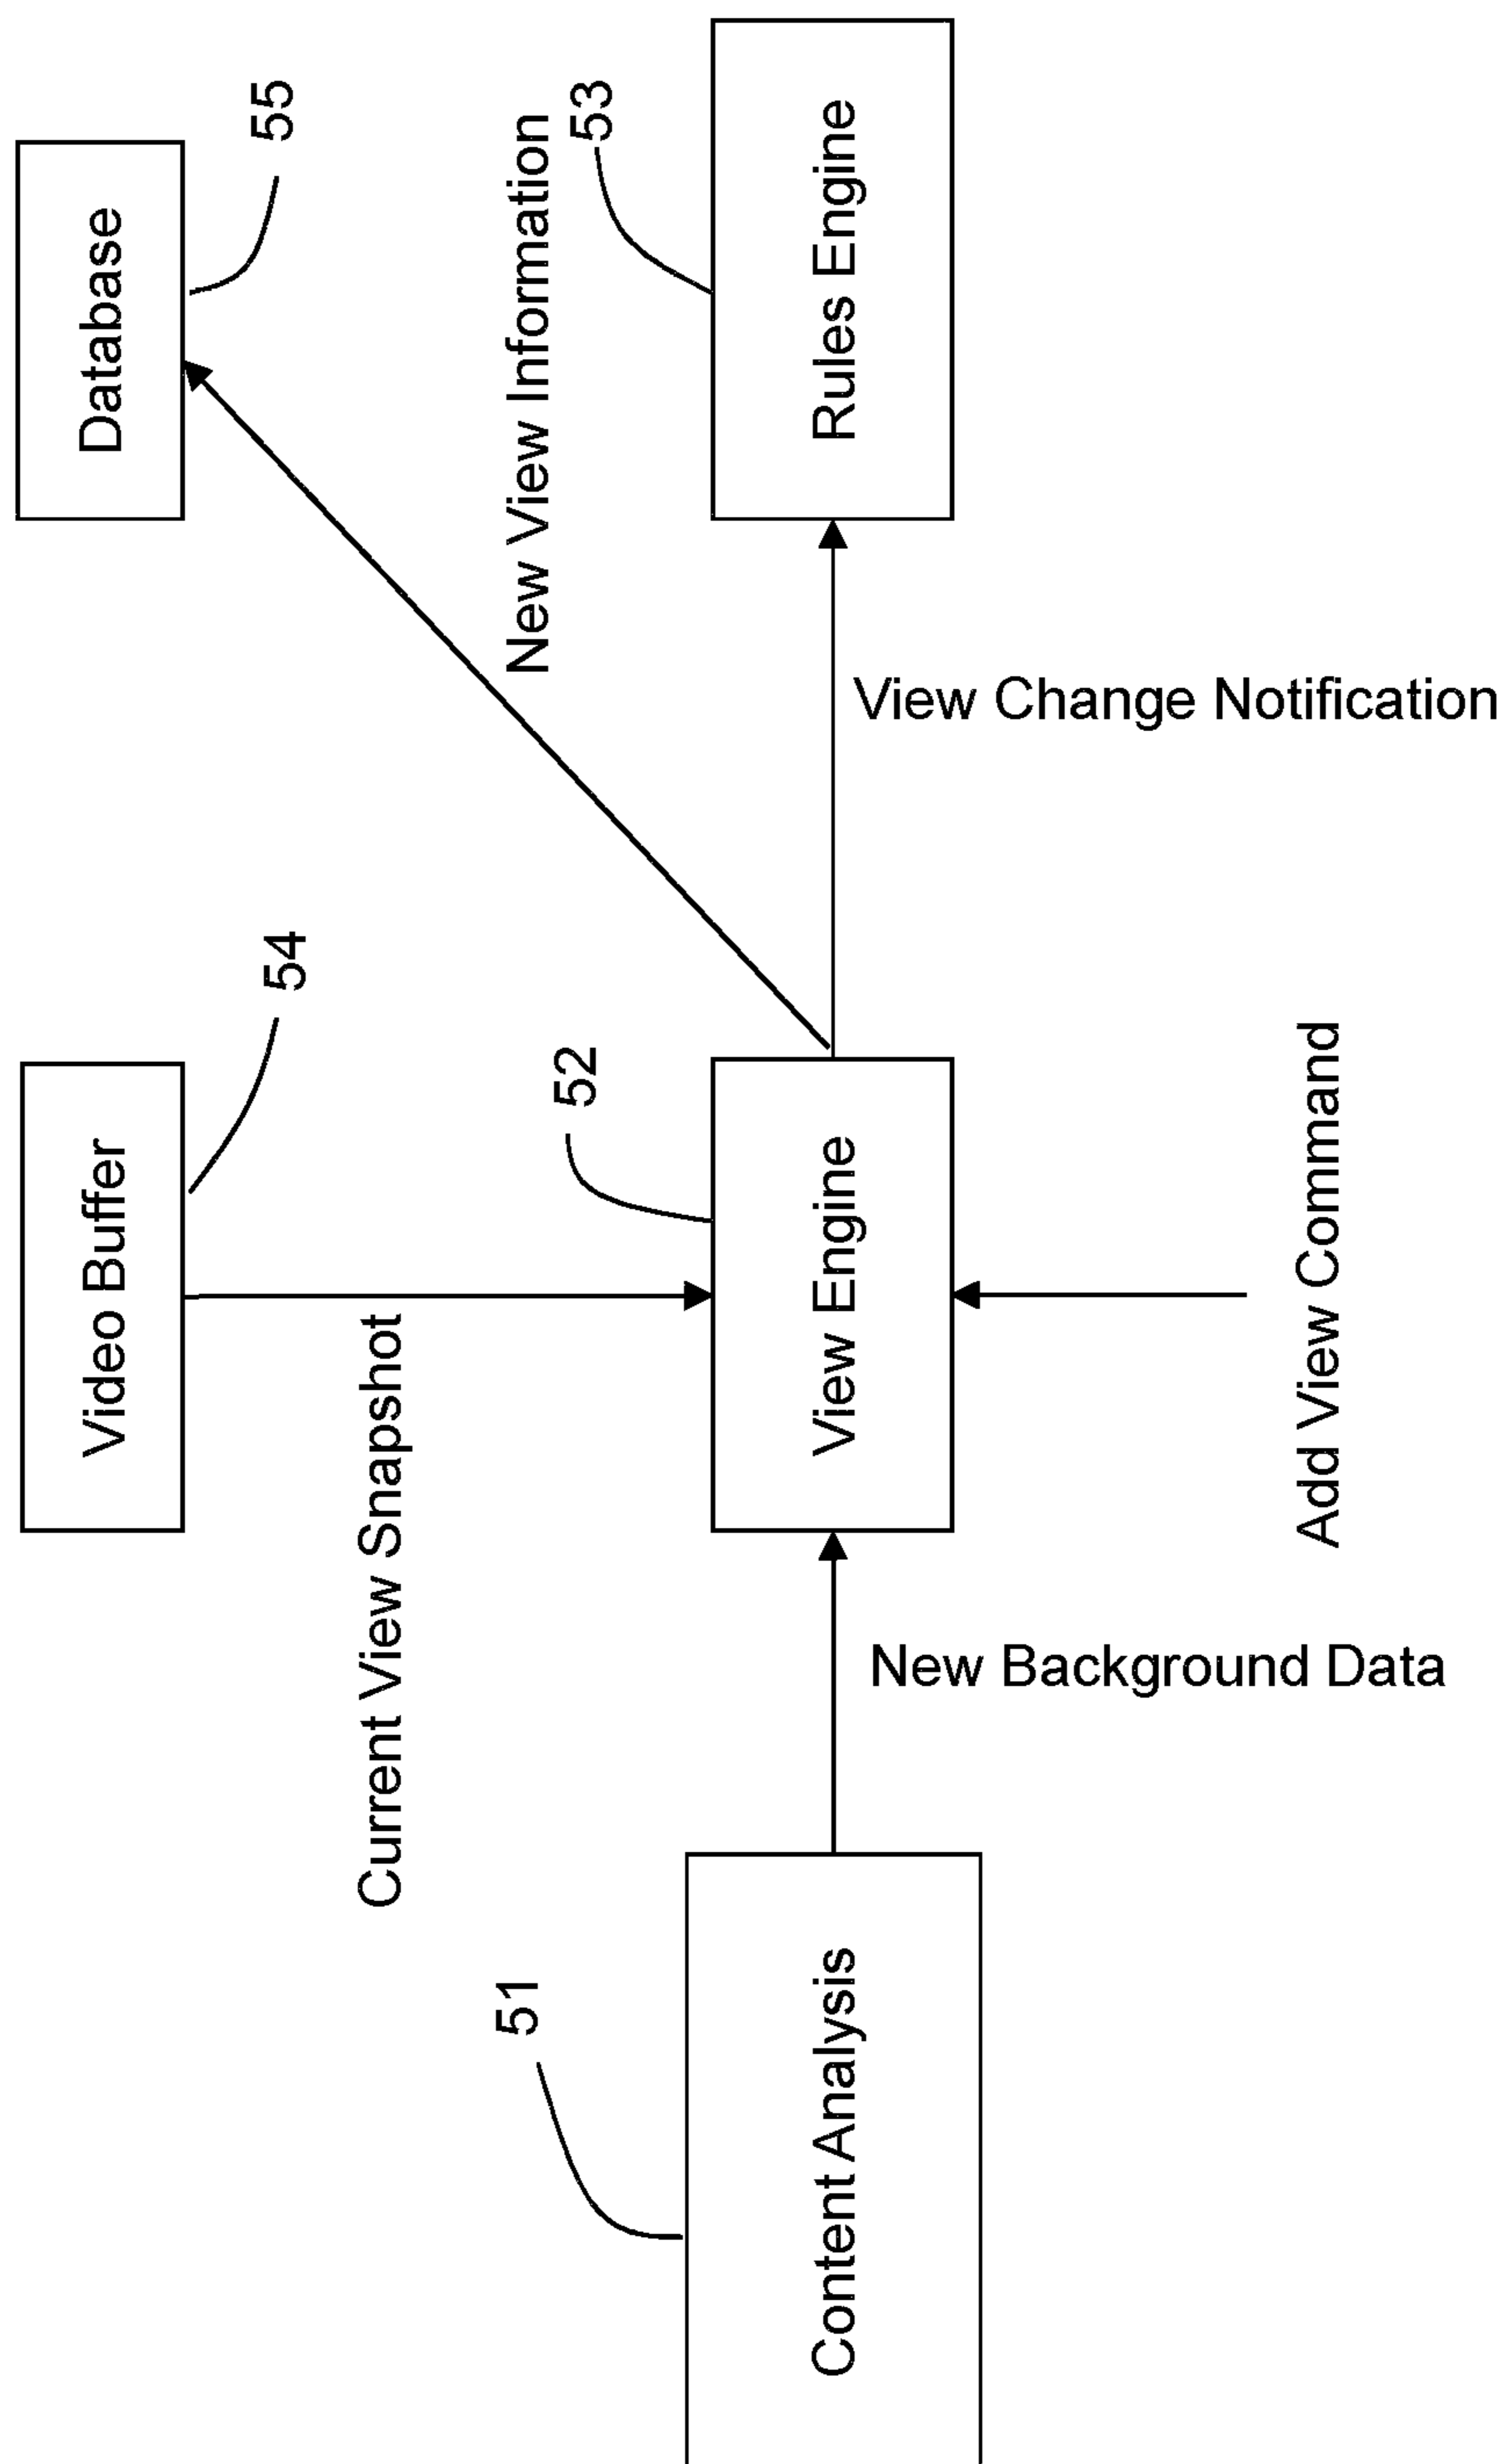 Video Buffer
54
Database
55
Current View Snapshot
New View Information
51
52
53
Content Analysis
View Engine
Rules Engine
New Background Data
View Change Notification
Add View Command